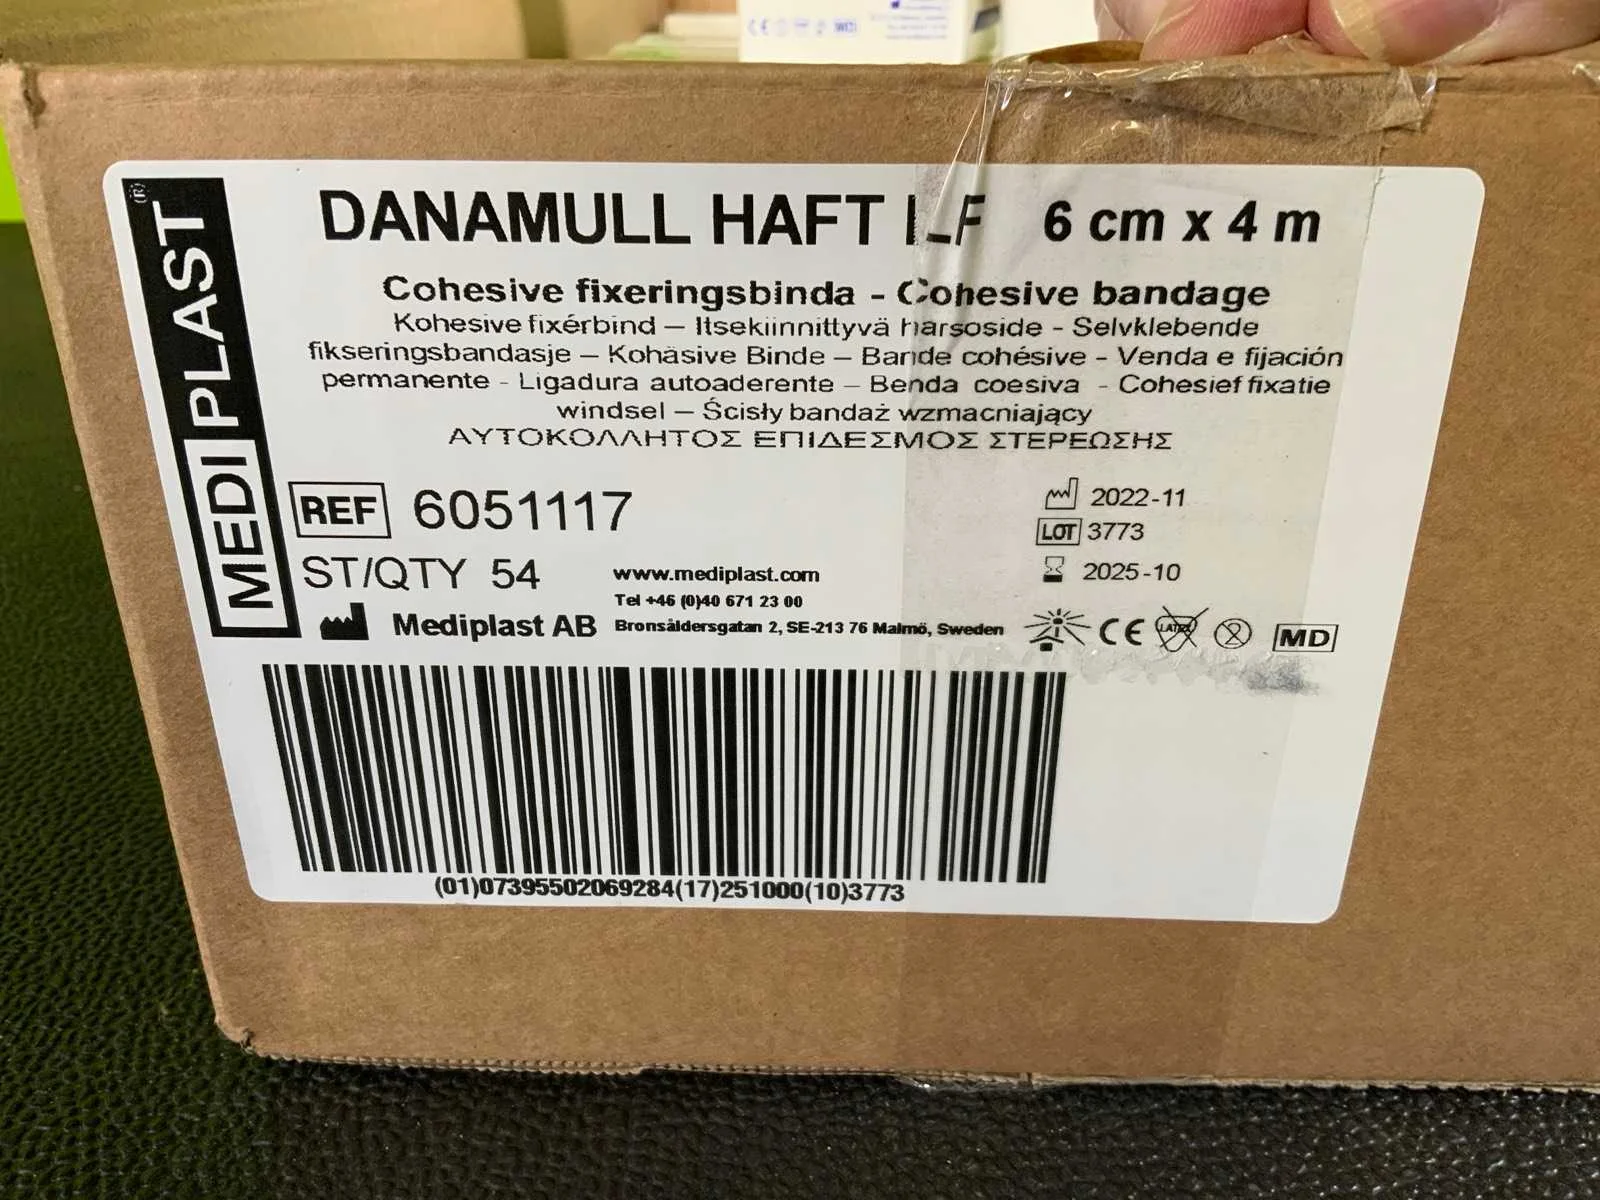 MEDIPLAST®
DANAMULL HAFT LF 6 cm x 4 m
Cohesive fixeringsbinda - Cohesive bandage
Kohesive fixérbind – Itsekiinnittyvä harsoside - Selvklebende
fikseringsbandasje – Kohäsive Binde – Bande cohésive - Venda e fijación
permanente - Ligadura autoaderente – Benda coesiva - Cohesief fixatie
windsel – Ścisły bandaż wzmacniający
ΑΥΤΟΚΟΛΛΗΤΟΣ ΕΠΙΔΕΣΜΟΣ ΣΤΕΡΕΩΣΗΣ
REF 6051117
2022-11
LOT 3773
2025-10
ST/QTY 54
www.mediplast.com
Tel +46 (0)40 671 23 00
Mediplast AB Bronsåldersgatan 2, SE-213 76 Malmö, Sweden
CE LATEX 2 MD
(01)07395502069284(17)251000(10)3773